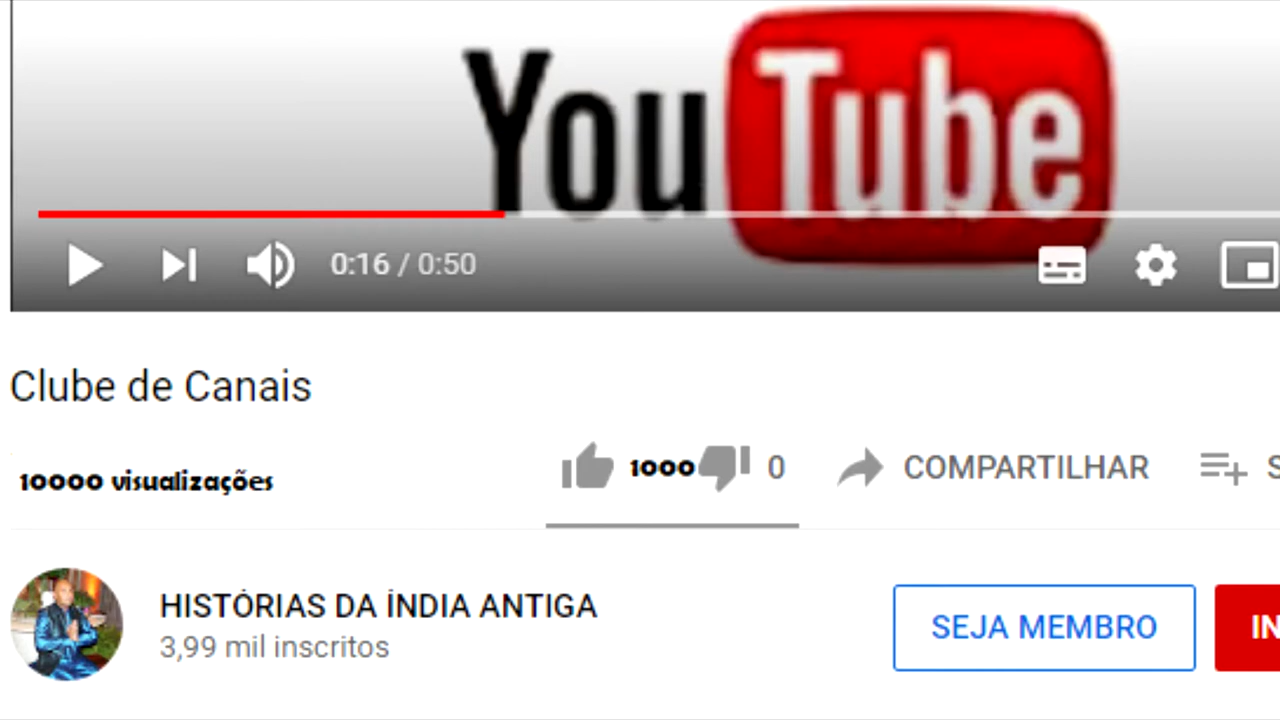 YouTube
0:16 / 0:50
Clube de Canais
10000 visualizações
1000
0
COMPARTILHAR
S
HISTÓRIAS DA ÍNDIA ANTIGA
3,99 mil inscritos
SEJA MEMBRO
IN